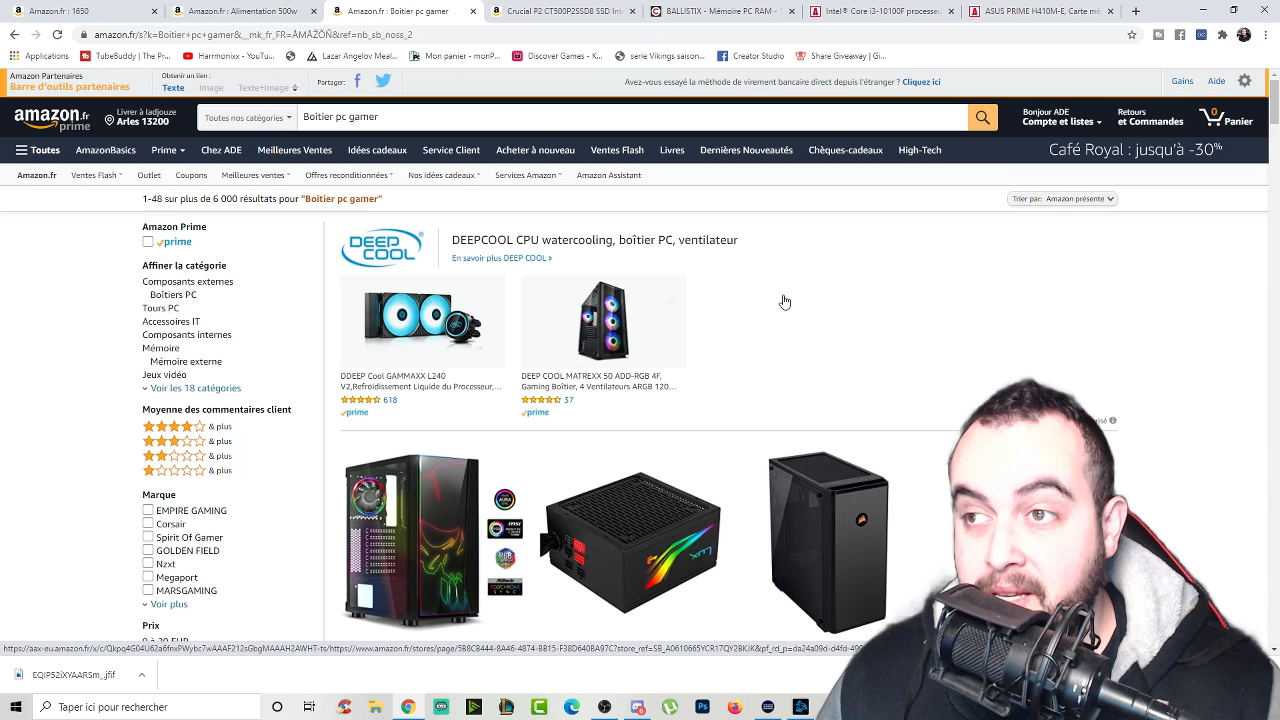 Amazon.fr : 1650
Amazon.fr : Alimentation 500w
Amazon.fr : Boitier pc gamer
Crucial P2 CT500P2SSD8 SSD Int
BALLISTIX - Mémoire PC RAM -
Intel® Core i3-10100F processeu
ASUS PRIME H410M-E, Carte mè
amazon.fr/s?k=Boitier+pc+gamer&__mk_fr_FR=ÅMÅŽÕÑ&ref=nb_sb_noss_2
Applications
TubeBuddy | The Pr...
Harmonixx - YouTu...
Lazar Angelov Mealf...
Mon panier - monP...
Discover Games - K...
serie Vikings saison...
Creator Studio
Share Giveaway | Gi...
Amazon Partenaires
Barre d'outils partenaires
Obtenir un lien :
Texte
Image
Texte+Image
Partager:
Avez-vous essayé la méthode de virement bancaire direct depuis l'étranger ? Cliquez ici
Gains
Aide
amazon.fr
prime
Livrer à ladjouze
Arles 13200
Toutes nos catégories
Boitier pc gamer
Bonjour ADE
Compte et listes
Retours
et Commandes
0
Panier
Toutes
AmazonBasics
Prime
Chez ADE
Meilleures Ventes
Idées cadeaux
Service Client
Acheter à nouveau
Ventes Flash
Livres
Dernières Nouveautés
Chèques-cadeaux
High-Tech
Café Royal : jusqu'à -30%
Amazon.fr
Ventes Flash
Outlet
Coupons
Meilleures ventes
Offres reconditionnées
Nos idées cadeaux
Services Amazon
Amazon Assistant
1-48 sur plus de 6 000 résultats pour "Boitier pc gamer"
Trier par: Amazon présente
Amazon Prime
prime
Affiner la catégorie
Composants externes
Boîtiers PC
Tours PC
Accessoires IT
Composants internes
Mémoire
Mémoire externe
Jeux vidéo
Voir les 18 catégories
Moyenne des commentaires client
& plus
& plus
& plus
& plus
Marque
EMPIRE GAMING
Corsair
Spirit Of Gamer
GOLDEN FIELD
Nzxt
Megaport
MARSGAMING
Voir plus
Prix
0 à 20 EUR
DEEP
COOL
DEEPCOOL CPU watercooling, boîtier PC, ventilateur
En savoir plus DEEP COOL ›
DDEEP Cool GAMMAXX L240
V2,Refroidissement Liquide du Processeur,...
618
prime
DEEP COOL MATREXX 50 ADD-RGB 4F,
Gaming Boîtier, 4 Ventilateurs ARGB 120...
37
prime
EQIP52iXYAARSm_.jfif
Taper ici pour rechercher